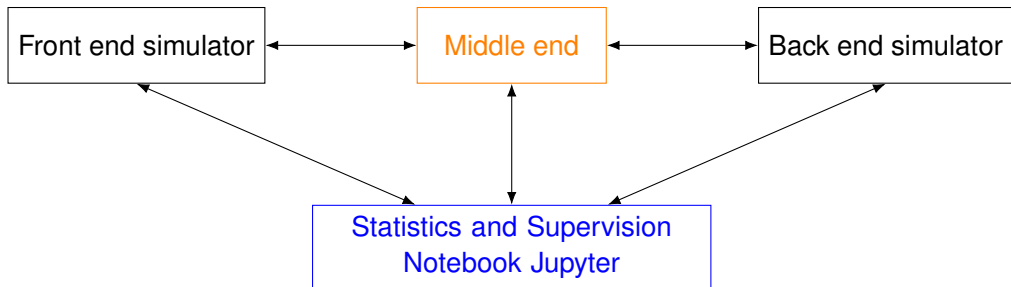 Front end simulator
Middle end
Back end simulator
Statistics and Supervision
Notebook Jupyter